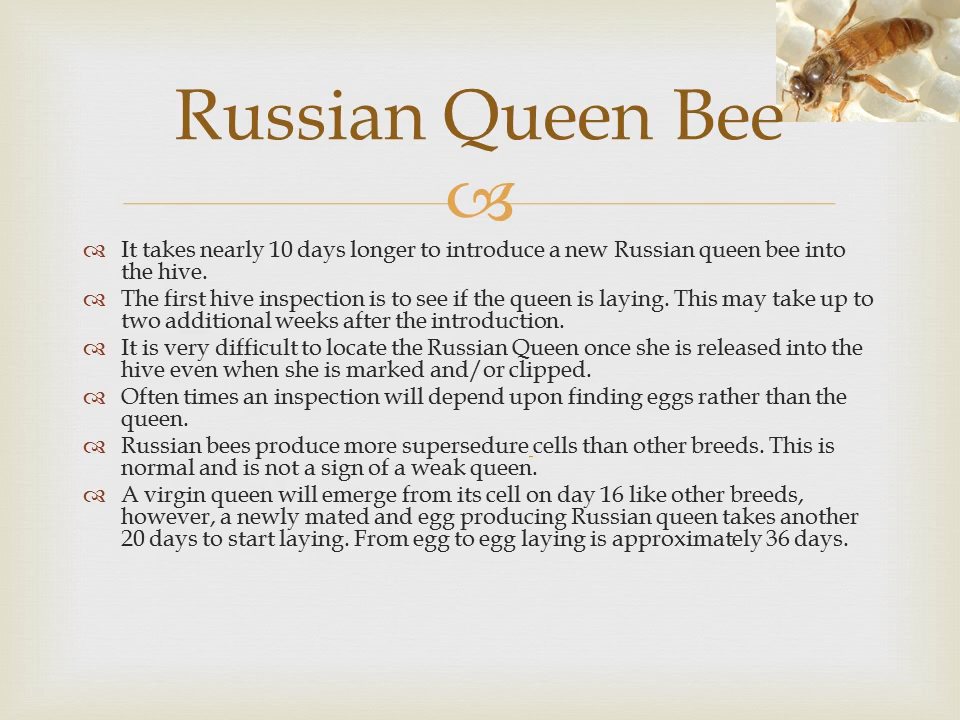 Russian Queen Bee
It takes nearly 10 days longer to introduce a new Russian queen bee into
the hive.
The first hive inspection is to see if the queen is laying. This may take up to
two additional weeks after the introduction.
It is very difficult to locate the Russian Queen once she is released into the
hive even when she is marked and/or clipped.
Often times an inspection will depend upon finding eggs rather than the
queen.
Russian bees produce more supersedure cells than other breeds. This is
normal and is not a sign of a weak queen.
A virgin queen will emerge from its cell on day 16 like other breeds,
however, a newly mated and egg producing Russian queen takes another
20 days to start laying. From egg to egg laying is approximately 36 days.